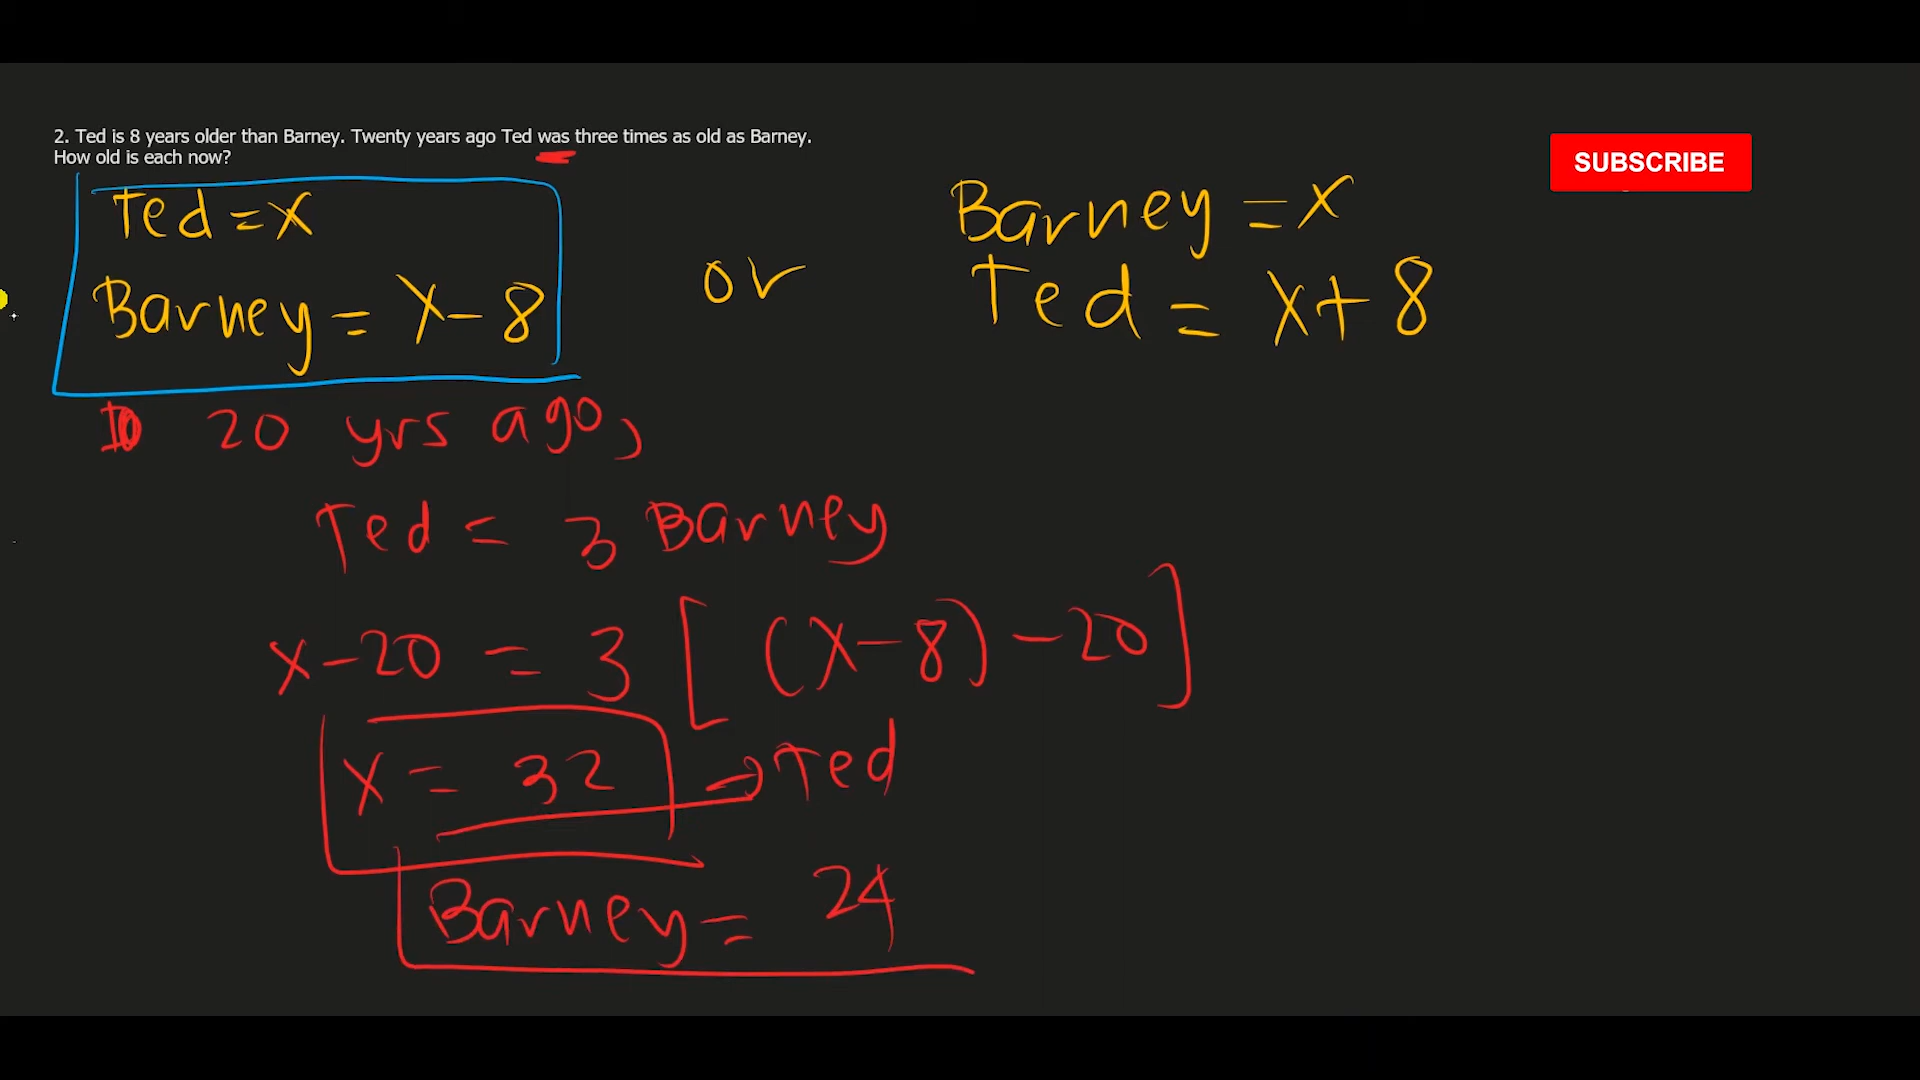 2. Ted is 8 years older than Barney. Twenty years ago Ted was three times as old as Barney.
How old is each now?
SUBSCRIBE
Ted = x
Barney = x - 8
or
Barney = x
Ted = x + 8
20 yrs ago,
Ted = 3 Barney
x - 20 = 3 [ (x - 8) - 20 ]
x = 32 → Ted
Barney = 24